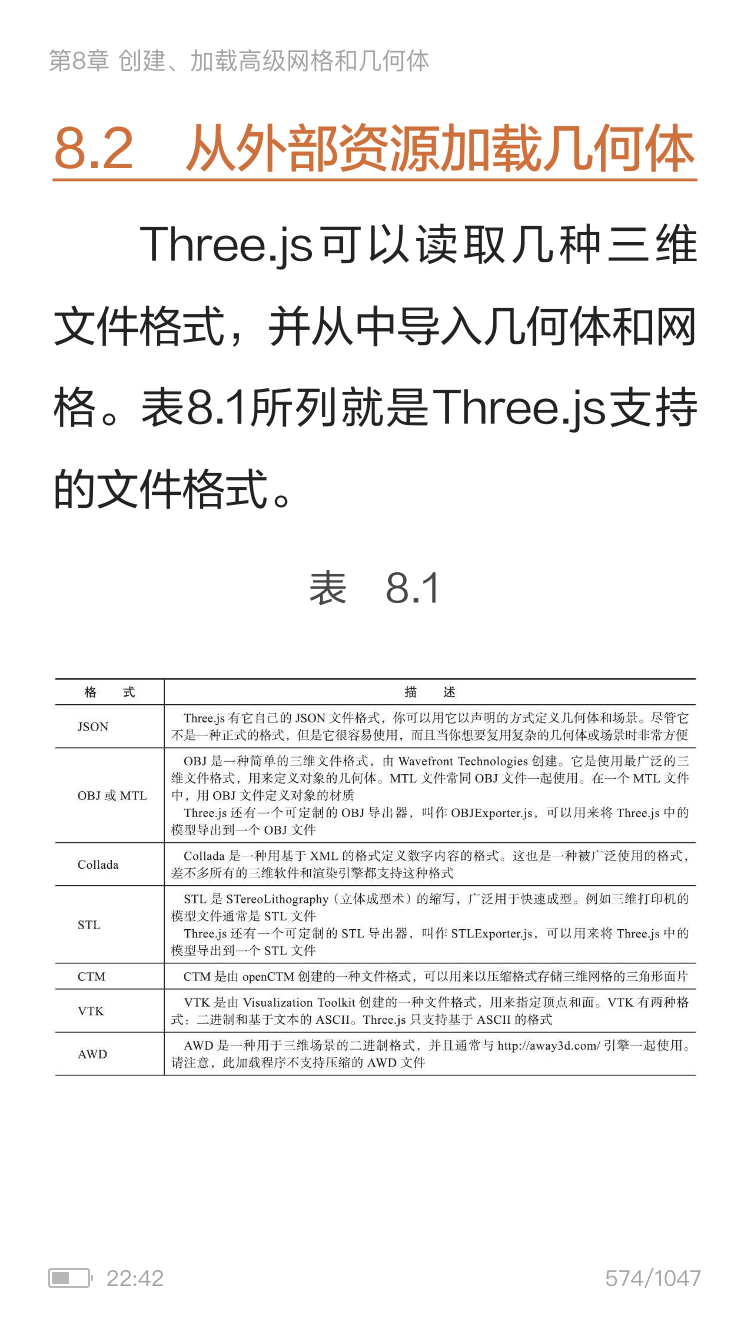 第8章 创建、加载高级网格和几何体
8.2 从外部资源加载几何体
Three.js可以读取几种三维
文件格式，并从中导入几何体和网
格。表8.1所列就是Three.js支持
的文件格式。
表 8.1
格 式 描 述
JSON
Three.js 有它自己的 JSON 文件格式，你可以用它以声明的方式定义几何体和场景。尽管它
不是一种正式的格式，但是它很容易使用，而且当你想要复用复杂的几何体或场景时非常方便
OBJ 或 MTL
OBJ 是一种简单的三维文件格式，由 Wavefront Technologies 创建。它是使用最广泛的三
维文件格式，用来定义对象的几何体。MTL 文件常同 OBJ 文件一起使用。在一个 MTL 文件
中，用 OBJ 文件定义对象的材质
Three.js 还有一个可定制的 OBJ 导出器，叫作 OBJExporter.js，可以用来将 Three.js 中的
模型导出到一个 OBJ 文件
Collada
Collada 是一种用基于 XML 的格式定义数字内容的格式。这也是一种被广泛使用的格式，
差不多所有的三维软件和渲染引擎都支持这种格式
STL
STL 是 STereoLithography（立体成型术）的缩写，广泛用于快速成型。例如三维打印机的
模型文件通常是 STL 文件
Three.js 还有一个可定制的 STL 导出器，叫作 STLExporter.js，可以用来将 Three.js 中的
模型导出到一个 STL 文件
CTM
CTM 是由 openCTM 创建的一种文件格式，可以用来以压缩格式存储三维网格的三角形面片
VTK
VTK 是由 Visualization Toolkit 创建的一种文件格式，用来指定顶点和面。VTK 有两种格
式：二进制和基于文本的 ASCII。Three.js 只支持基于 ASCII 的格式
AWD
AWD 是一种用于三维场景的二进制格式，并且通常与 http://away3d.com/ 引擎一起使用。
请注意，此加载程序不支持压缩的 AWD 文件
22:42
574/1047